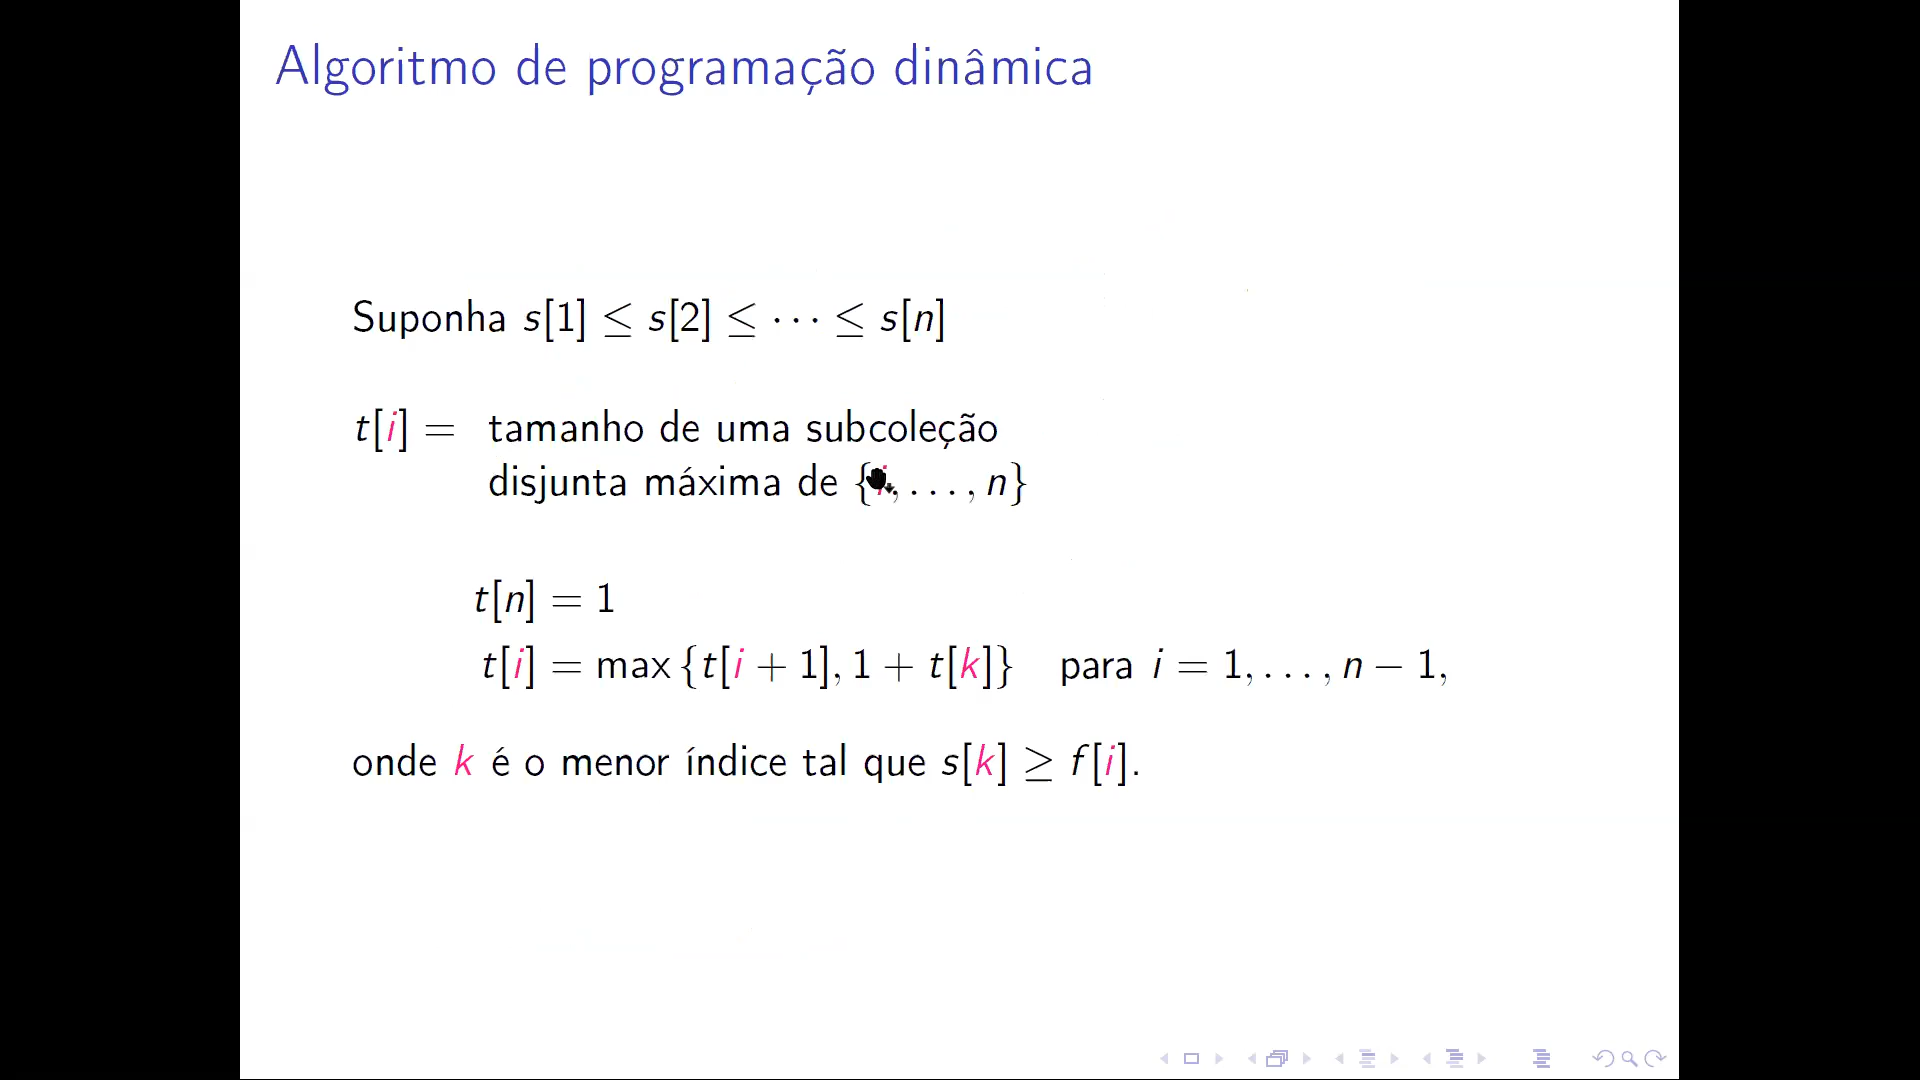 Algoritmo de programação dinâmica
Suponha s[1] ≤ s[2] ≤ · · · ≤ s[n]
t[i] = tamanho de uma subcoleção
disjunta máxima de {i, . . . , n}
t[n] = 1
t[i] = max {t[i + 1], 1 + t[k]} para i = 1, . . . , n − 1,
onde k é o menor índice tal que s[k] ≥ f[i].